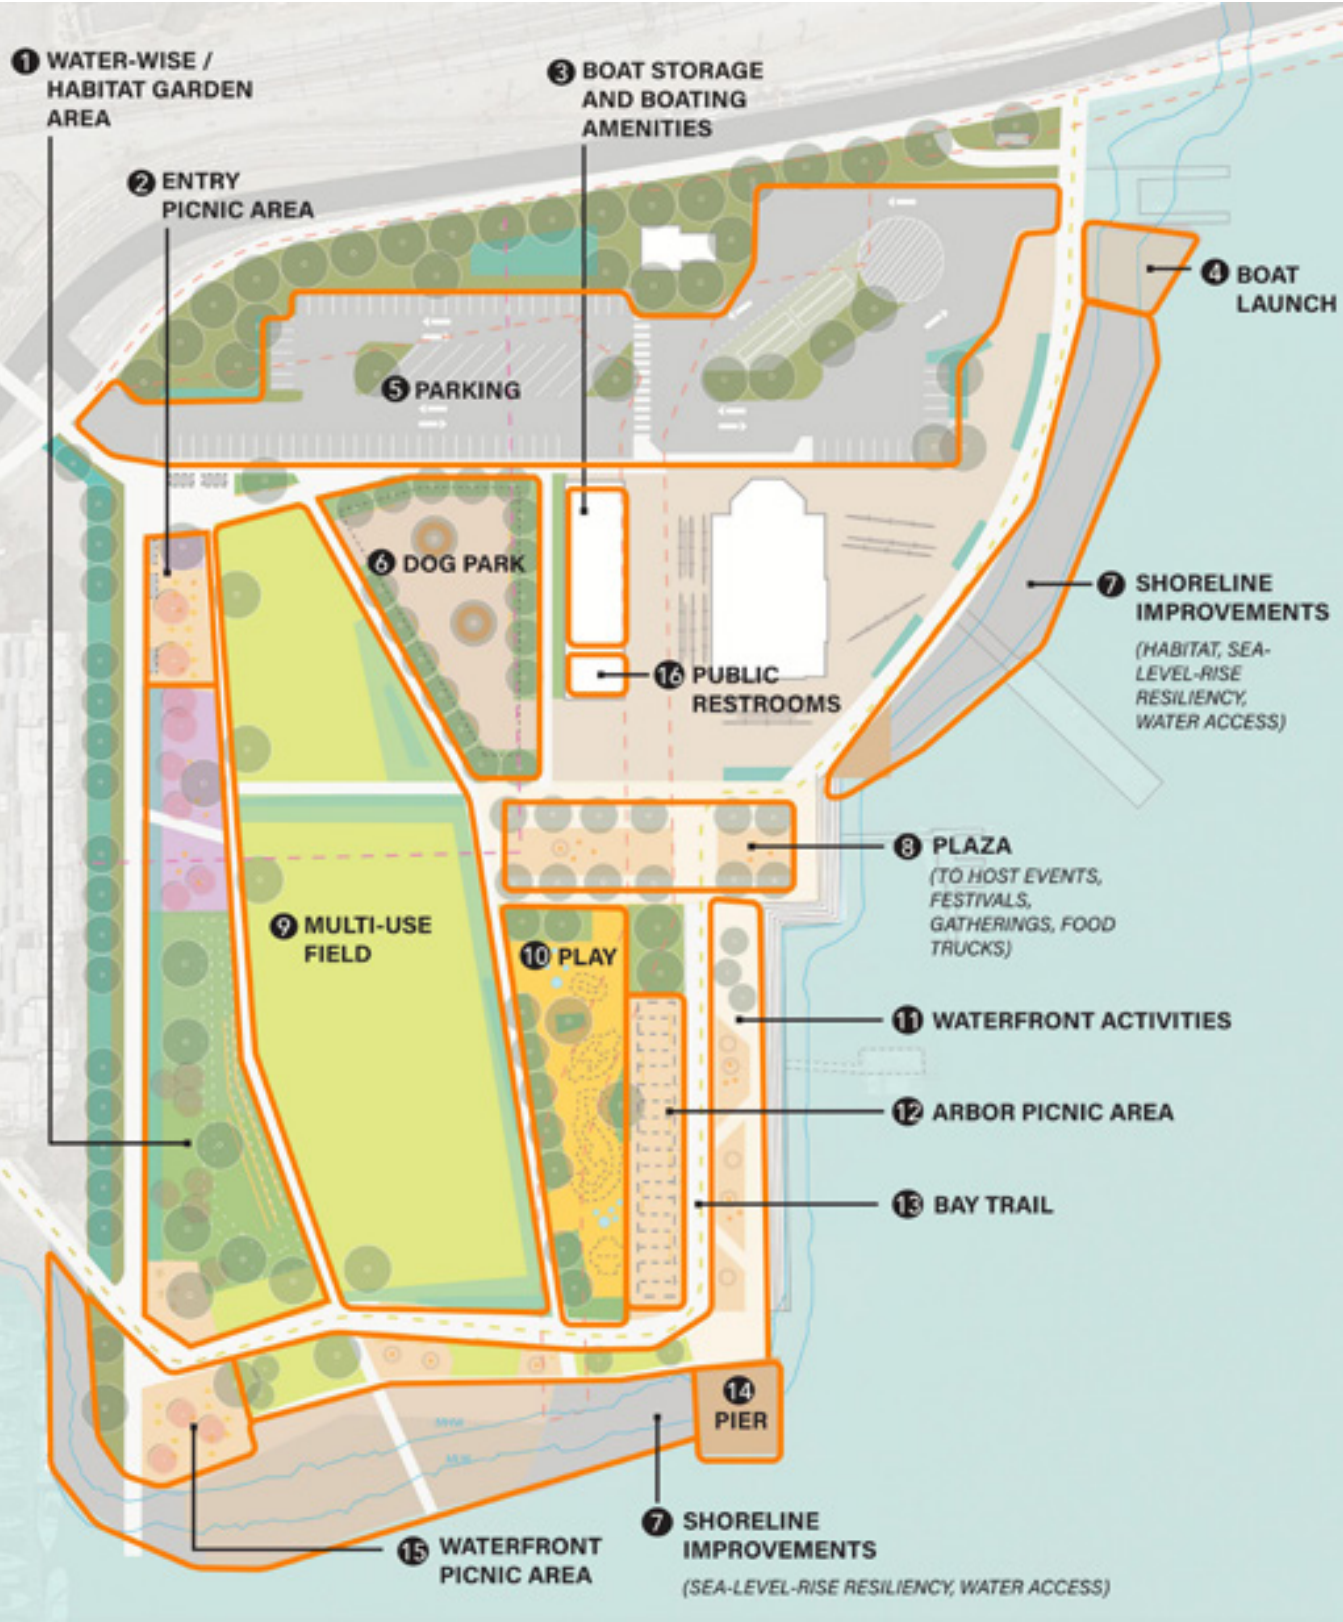 1 WATER-WISE /
HABITAT GARDEN
AREA
2 ENTRY
PICNIC AREA
3 BOAT STORAGE
AND BOATING
AMENITIES
4 BOAT
LAUNCH
5 PARKING
6 DOG PARK
7 SHORELINE
IMPROVEMENTS
(HABITAT, SEA-
LEVEL-RISE
RESILIENCY,
WATER ACCESS)
16 PUBLIC
RESTROOMS
8 PLAZA
(TO HOST EVENTS,
FESTIVALS,
GATHERINGS, FOOD
TRUCKS)
9 MULTI-USE
FIELD
10 PLAY
11 WATERFRONT ACTIVITIES
12 ARBOR PICNIC AREA
13 BAY TRAIL
14
PIER
MHW
7 SHORELINE
IMPROVEMENTS
(SEA-LEVEL-RISE RESILIENCY, WATER ACCESS)
15 WATERFRONT
PICNIC AREA